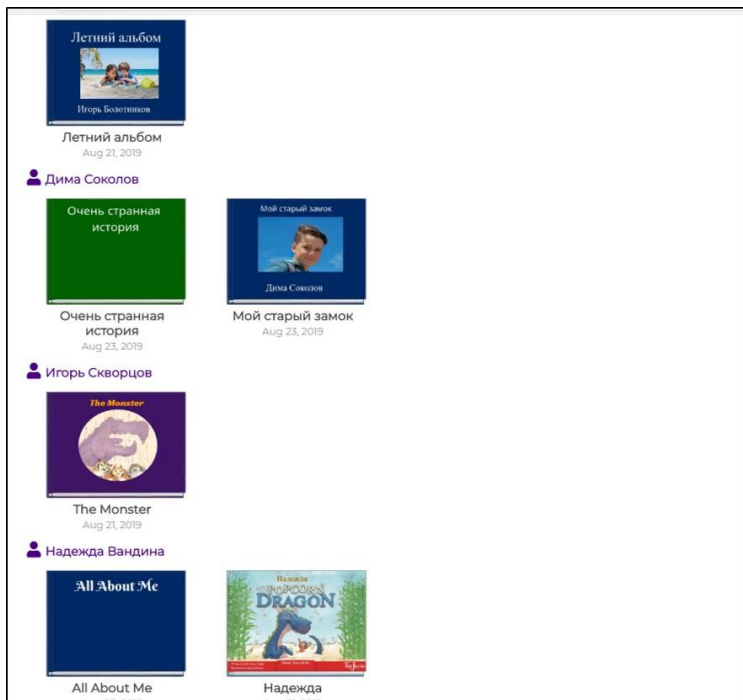 Летний альбом
Игорь Болотников
Летний альбом
Aug 21, 2019
Дима Соколов
Очень странная
история
Мой старый замок
Дима Соколов
Очень странная
история
Aug 23, 2019
Мой старый замок
Aug 23, 2019
Игорь Скворцов
The Monster
The Monster
Aug 21, 2019
Надежда Вандина
All About Me
Надежда
POPCORN
DRAGON
All About Me
Надежда